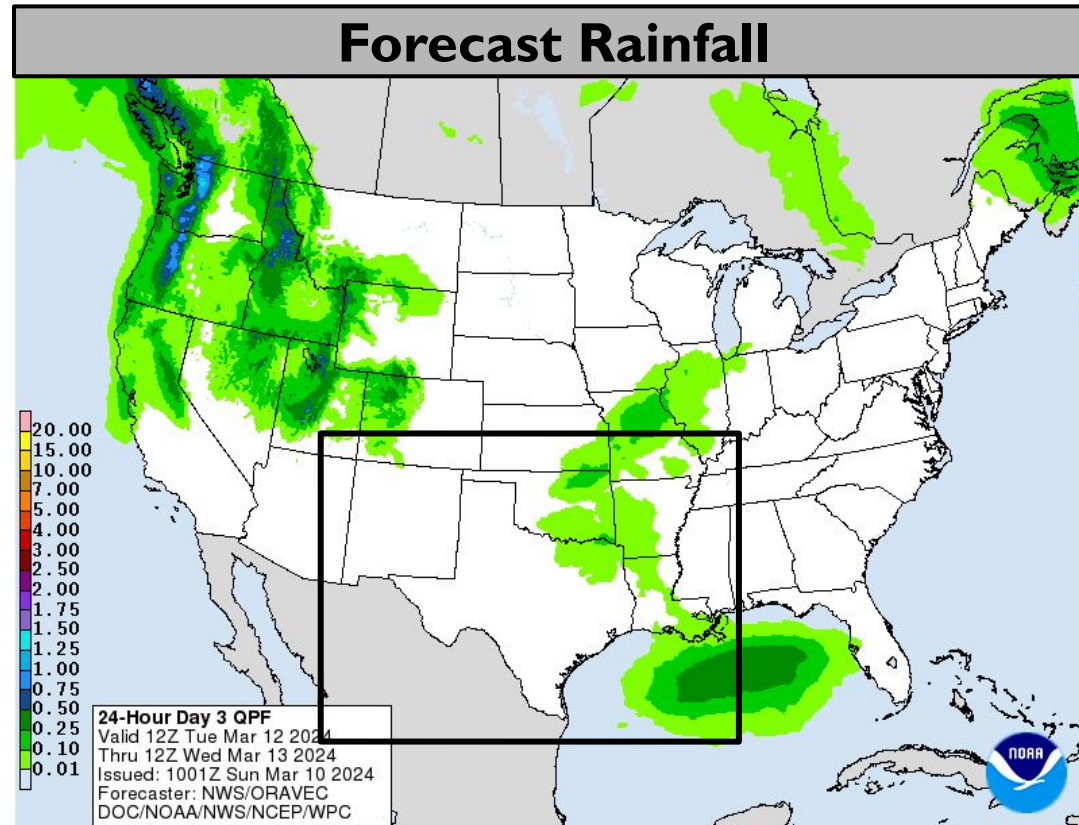 Forecast Rainfall
20.00
15.00
10.00
7.00
5.00
4.00
3.00
2.50
2.00
1.75
1.50
1.25
1.00
0.75
0.50
0.25
0.10
0.01
24-Hour Day 3 QPF
Valid 12Z Tue Mar 12 2024
Thru 12Z Wed Mar 13 2024
Issued: 1001Z Sun Mar 10 2024
Forecaster: NWS/ORAVEC
DOC/NOAA/NWS/NCEP/WPC
NOAA